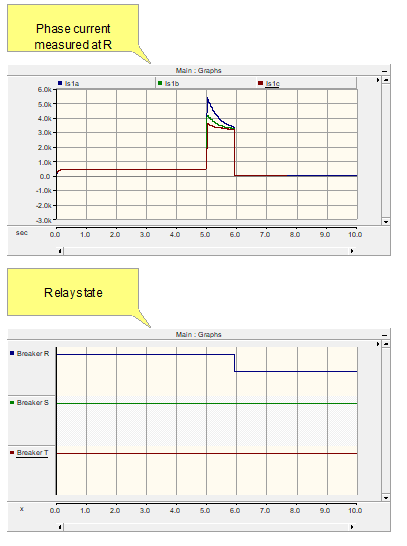 Phase current
measured at R
Main : Graphs
Is1a Is1b Is1c
6.0k
5.0k
4.0k
3.0k
2.0k
1.0k
0.0
-1.0k
-2.0k
-3.0k
sec 0.0 1.0 2.0 3.0 4.0 5.0 6.0 7.0 8.0 9.0 10.0
Relay state
Main : Graphs
Breaker R
Breaker S
Breaker T
x 0.0 1.0 2.0 3.0 4.0 5.0 6.0 7.0 8.0 9.0 10.0